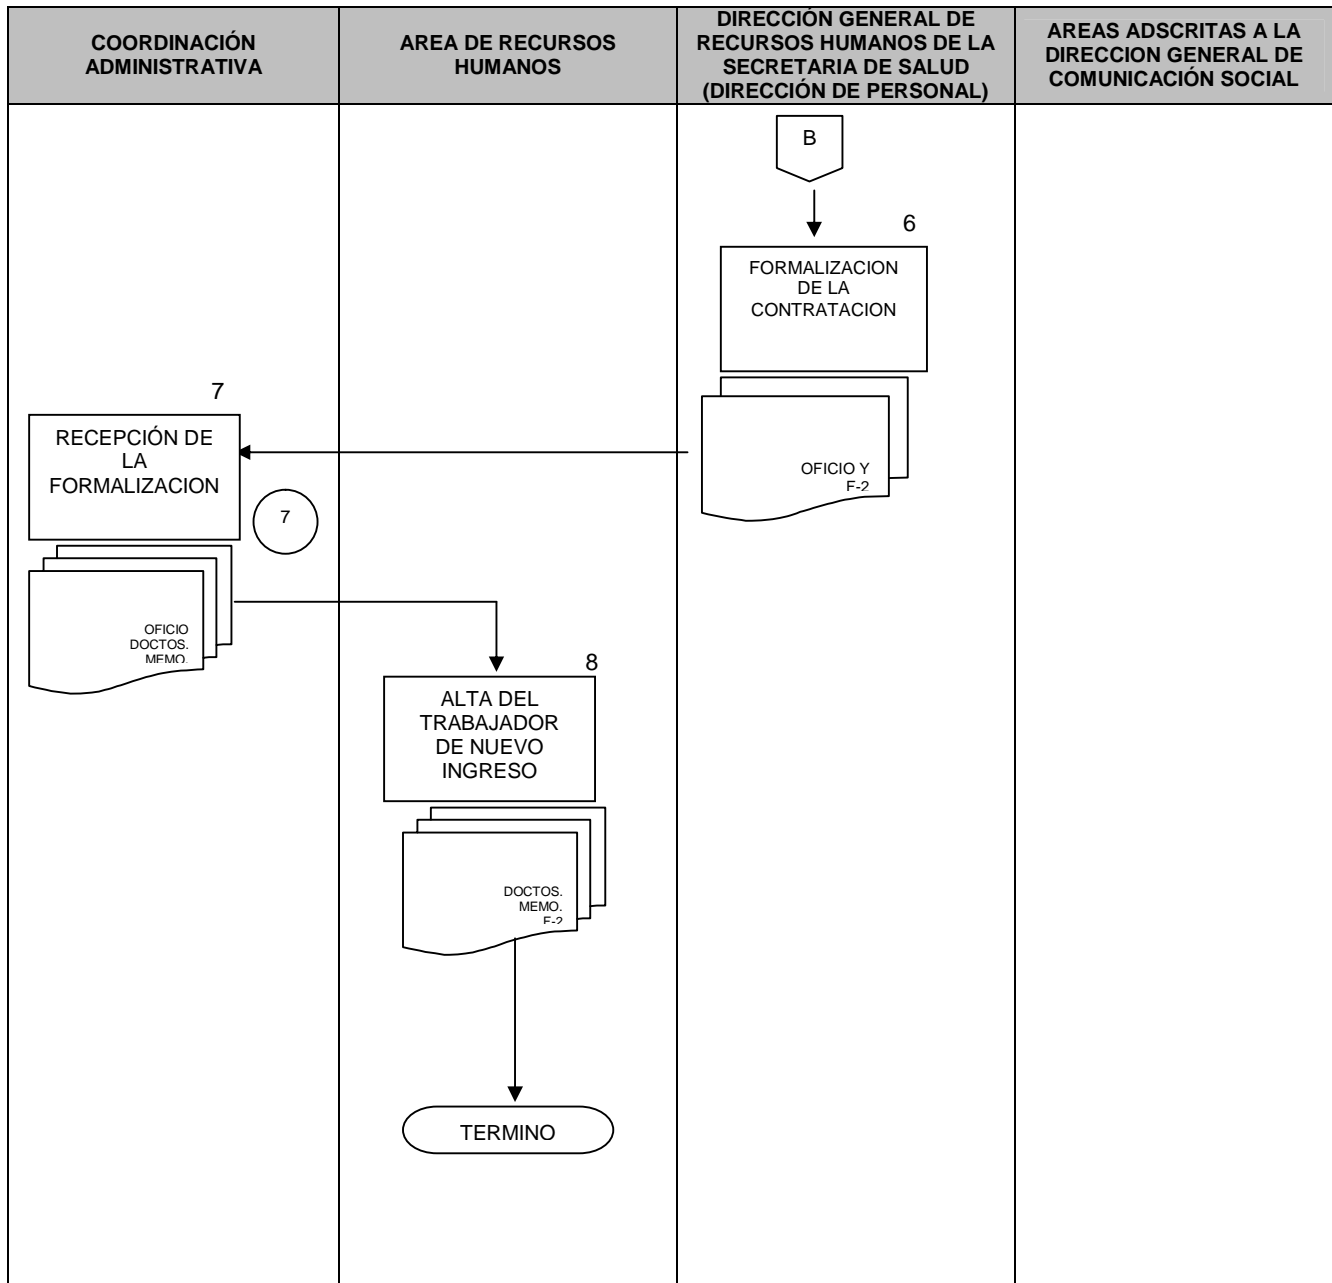 COORDINACIÓN
ADMINISTRATIVA
AREA DE RECURSOS
HUMANOS
DIRECCIÓN GENERAL DE
RECURSOS HUMANOS DE LA
SECRETARIA DE SALUD
(DIRECCIÓN DE PERSONAL)
AREAS ADSCRITAS A LA
DIRECCION GENERAL DE
COMUNICACIÓN SOCIAL
B
6
FORMALIZACION
DE LA
CONTRATACION
OFICIO Y
F-2
7
RECEPCIÓN DE
LA
FORMALIZACION
7
OFICIO
DOCTOS.
MEMO.
8
ALTA DEL
TRABAJADOR
DE NUEVO
INGRESO
DOCTOS.
MEMO.
F-2
TERMINO